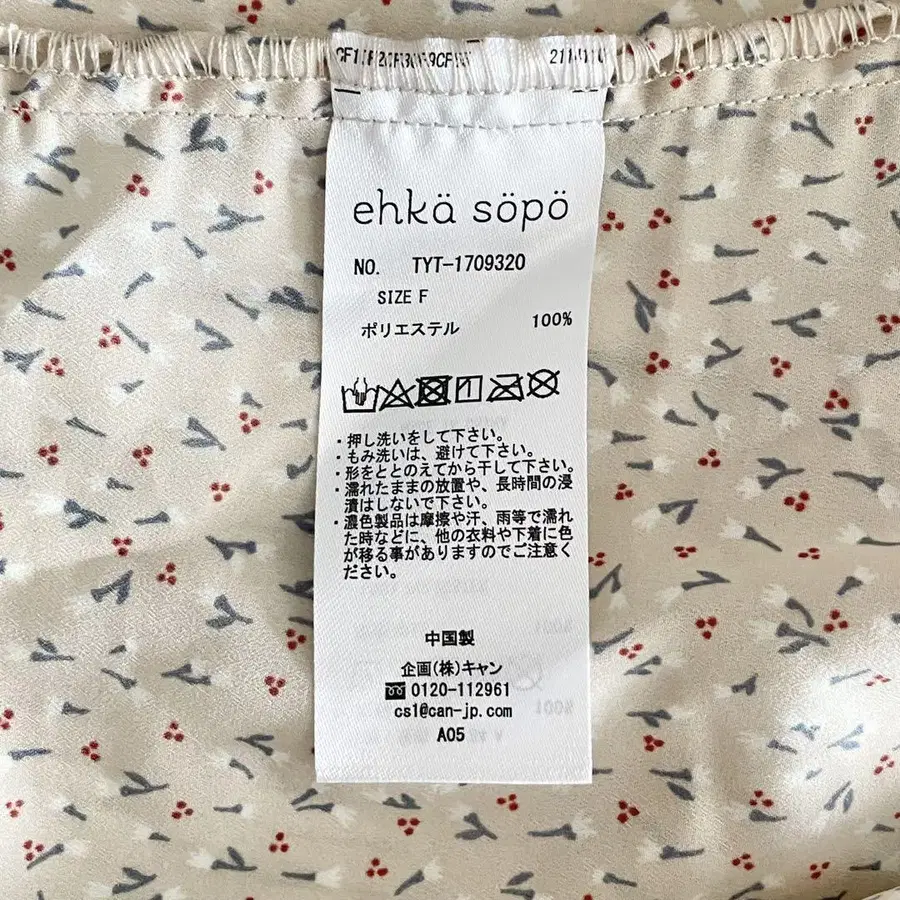 ehkä söpö
NO. TYT-1709320
SIZE F
ポリエステル 100%
・押し洗いをして下さい。
・もみ洗いは、避けて下さい。
・形をととのえてから干して下さい。
・濡れたままの放置や、長時間の浸
漬はしないで下さい。
・濃色製品は摩擦や汗、雨等で濡れ
た時などに、他の衣料や下着に色
が移る事がありますのでご注意く
ださい。
中国製
企画(株)キャン
0120-112961
cs1@can-jp.com
A05